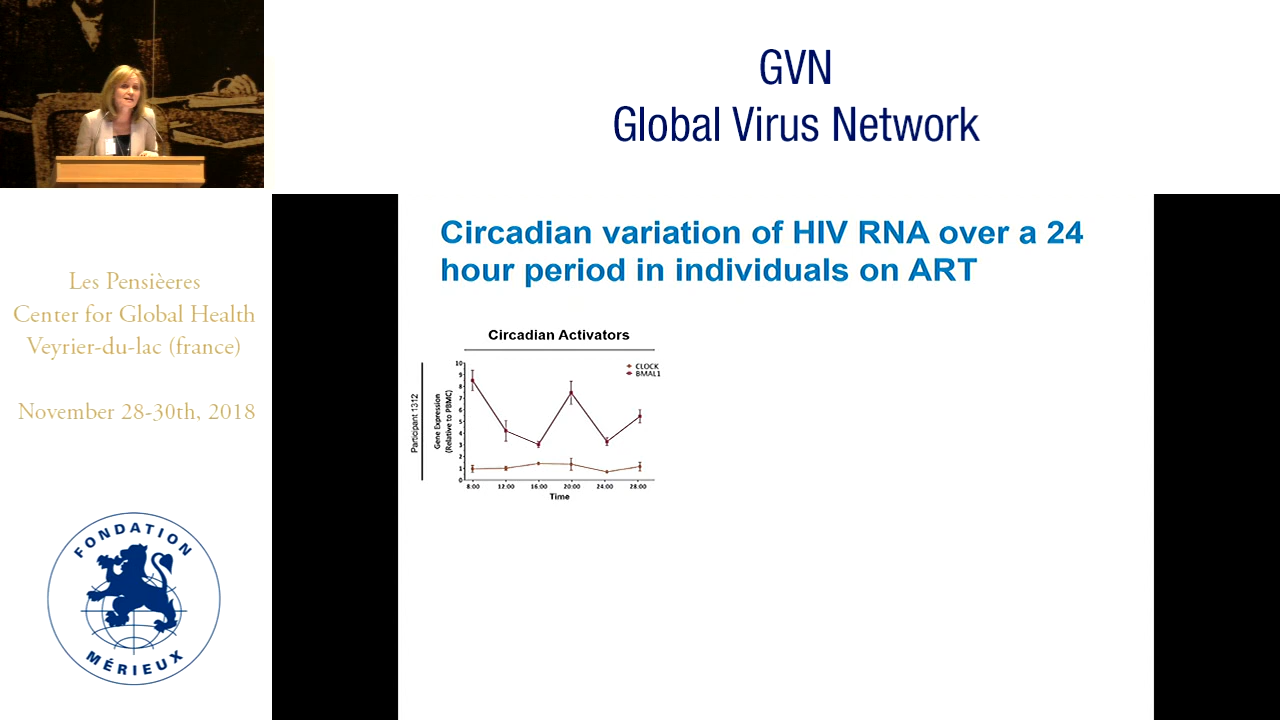 GVN
Global Virus Network
Les Pensièeres
Center for Global Health
Veyrier-du-lac (france)
November 28-30th, 2018
FONDATION
MÉRIEUX
Circadian variation of HIV RNA over a 24
hour period in individuals on ART
Circadian Activators
Participant 1312
Gene Expression
(Relative to PBMC)
10
9
8
7
6
5
4
3
2
1
0
CLOCK
BMAL1
8:00 12:00 16:00 20:00 24:00 28:00
Time